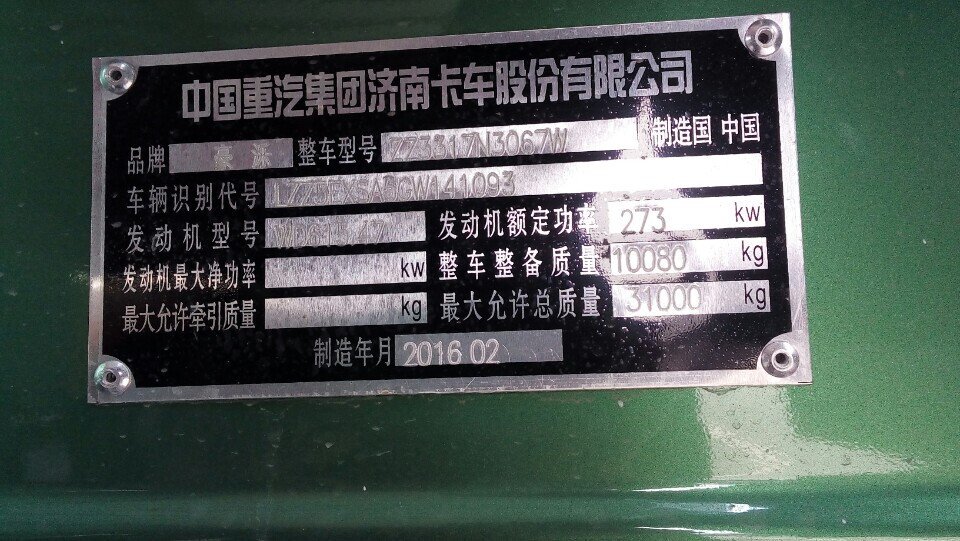 中国重汽集团济南卡车股份有限公司
品牌 豪泺 整车型号 ZZ3317N3067W 制造国 中国
车辆识别代号
发动机型号 发动机额定功率 273 kw
发动机最大净功率 kw 整车整备质量 10080 kg
最大允许牵引质量 kg 最大允许总质量 31000 kg
制造年月 2016 02